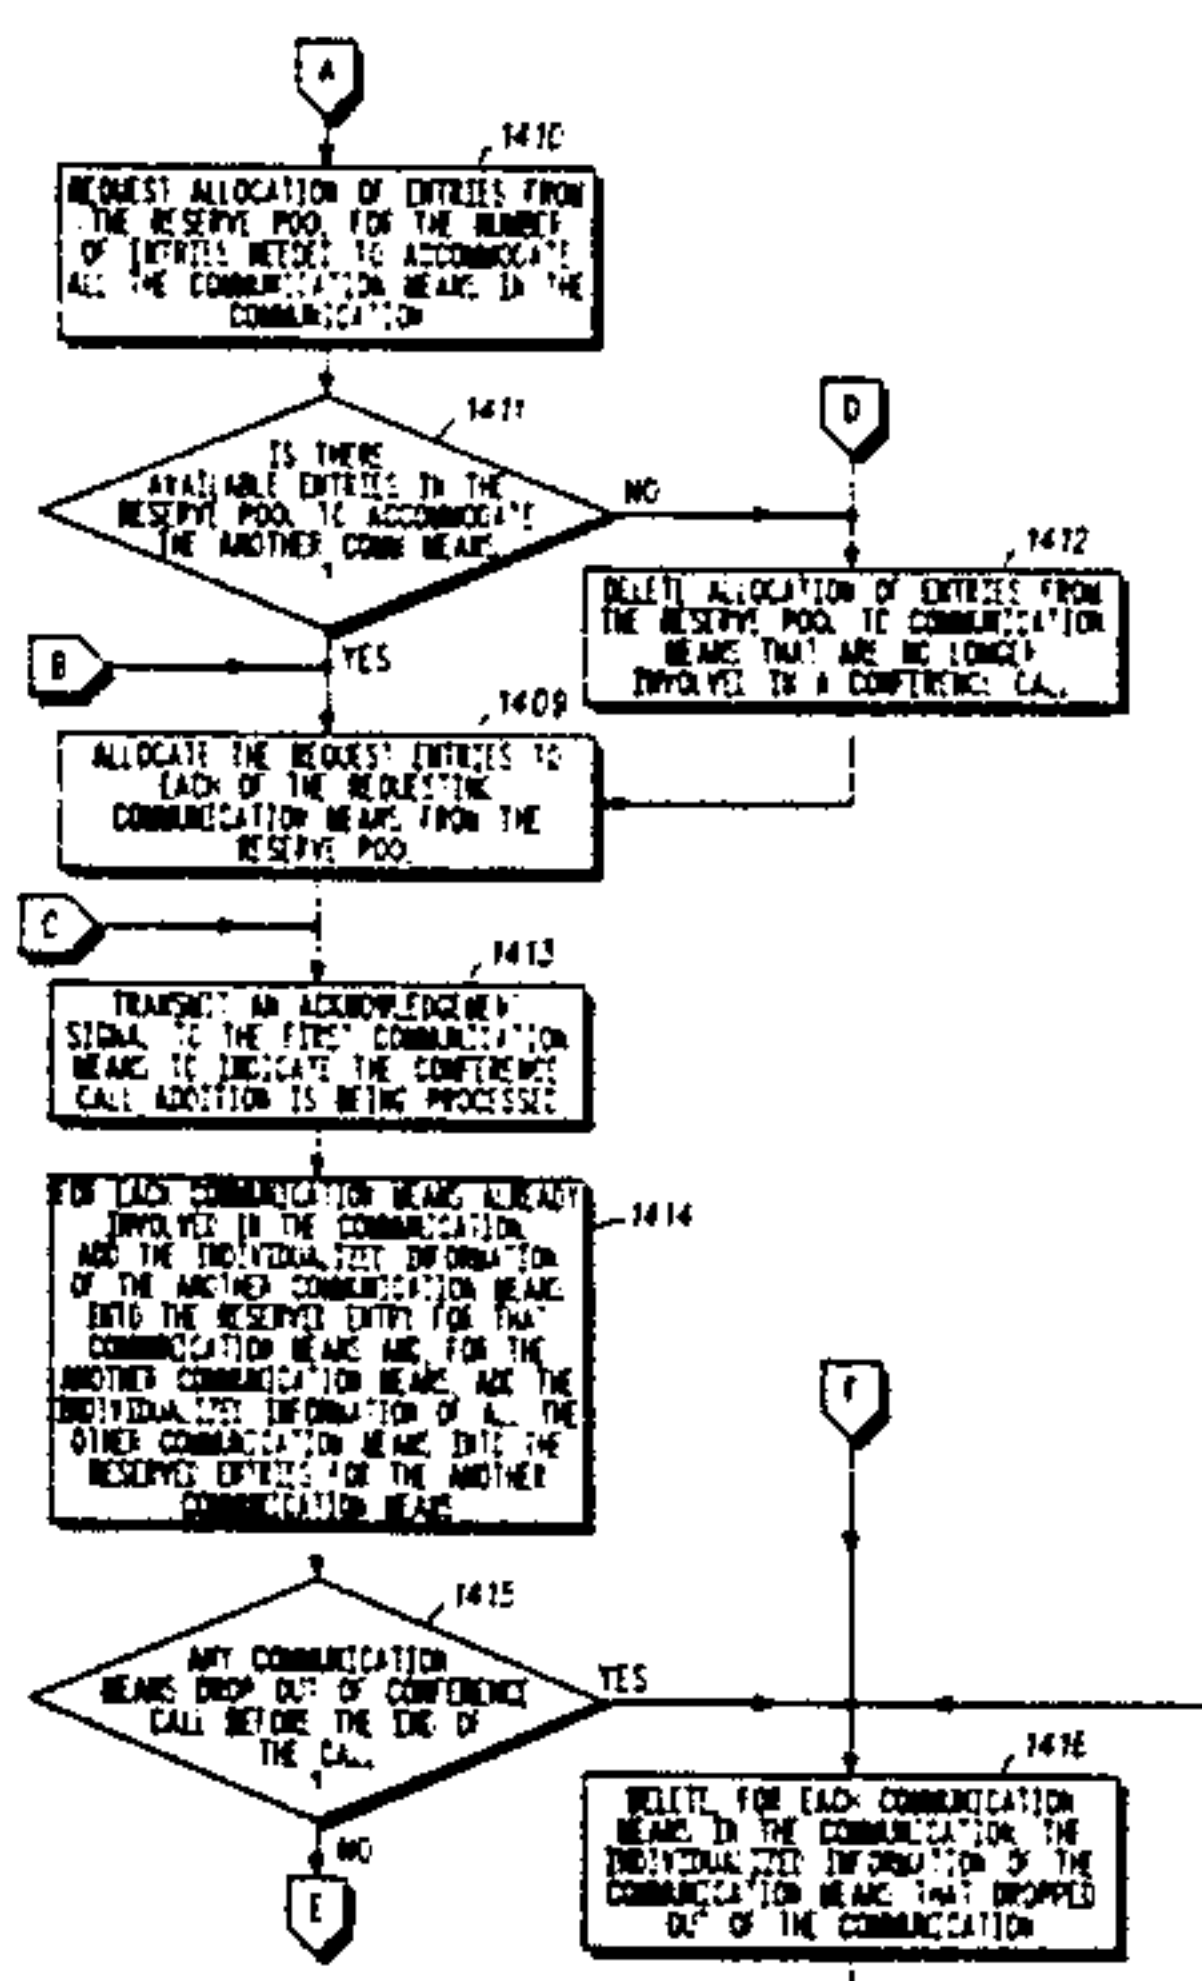 A
1410
REQUEST ALLOCATION OF ENTRIES FROM
THE RESERVE POOL FOR THE NUMBER
OF ENTRIES NEEDED TO ACCOMMODATE
ALL THE COMMUNICATION MEANS IN THE
COMMUNICATION
1411
IS THERE
AVAILABLE ENTRIES IN THE
RESERVE POOL TO ACCOMMODATE
THE ANOTHER COMM MEANS
?
NO
D
1412
DELETE ALLOCATION OF ENTRIES FROM
THE RESERVE POOL TO COMMUNICATION
MEANS THAT ARE NO LONGER
INVOLVED IN A CONFERENCE CALL
YES
B
1409
ALLOCATE THE REQUEST ENTRIES TO
EACH OF THE REQUESTING
COMMUNICATION MEANS FROM THE
RESERVE POOL
C
1413
TRANSMIT AN ACKNOWLEDGEMENT
SIGNAL TO THE FIRST COMMUNICATION
MEANS TO INDICATE THE CONFERENCE
CALL ADDITION IS BEING PROCESSED
1414
FOR EACH COMMUNICATION MEANS ALREADY
INVOLVED IN THE COMMUNICATION,
ADD THE INDIVIDUALIZED INFORMATION
OF THE ANOTHER COMMUNICATION MEANS
INTO THE RESERVED ENTRY FOR THAT
COMMUNICATION MEANS AND, FOR THE
ANOTHER COMMUNICATION MEANS, ADD THE
INDIVIDUALIZED INFORMATION OF ALL THE
OTHER COMMUNICATION MEANS INTO THE
RESERVED ENTRIES FOR THE ANOTHER
COMMUNICATION MEANS
F
1415
ANY COMMUNICATION
MEANS DROP OUT OF CONFERENCE
CALL BEFORE THE END OF
THE CALL
?
YES
NO
E
1416
DELETE, FOR EACH COMMUNICATION
MEANS IN THE COMMUNICATION, THE
INDIVIDUALIZED INFORMATION OF THE
COMMUNICATION MEANS THAT DROPPED
OUT OF THE COMMUNICATION